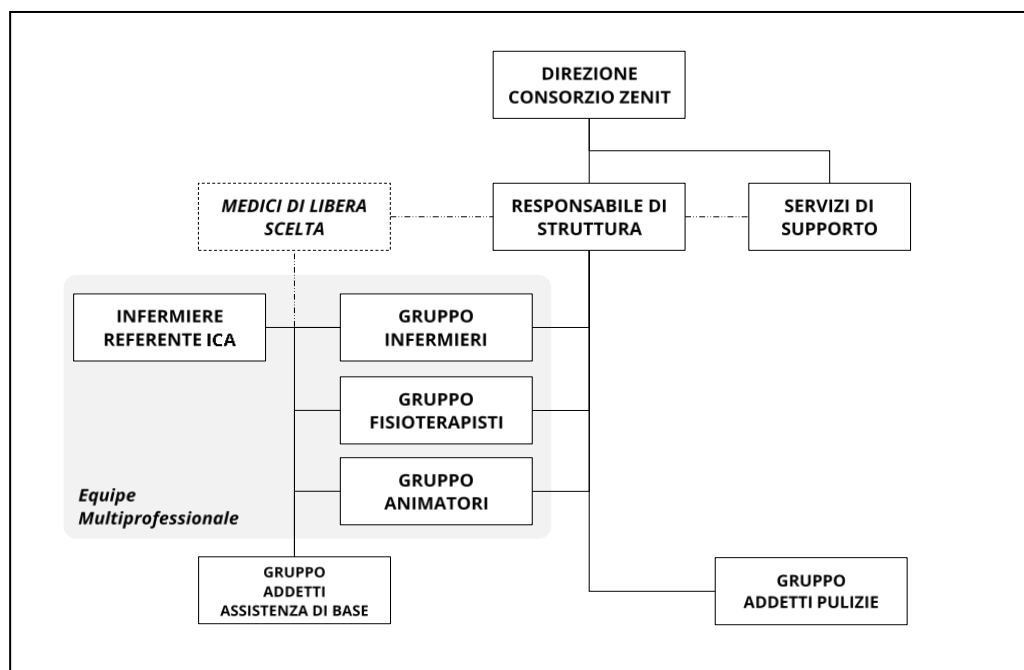 DIREZIONE
CONSORZIO ZENIT
MEDICI DI LIBERA
SCELTA
RESPONSABILE DI
STRUTTURA
SERVIZI DI
SUPPORTO
INFERMIERE
REFERENTE ICA
GRUPPO
INFERMIERI
GRUPPO
FISIOTERAPISTI
GRUPPO
ANIMATORI
Equipe
Multiprofessionale
GRUPPO
ADDETTI
ASSISTENZA DI BASE
GRUPPO
ADDETTI PULIZIE